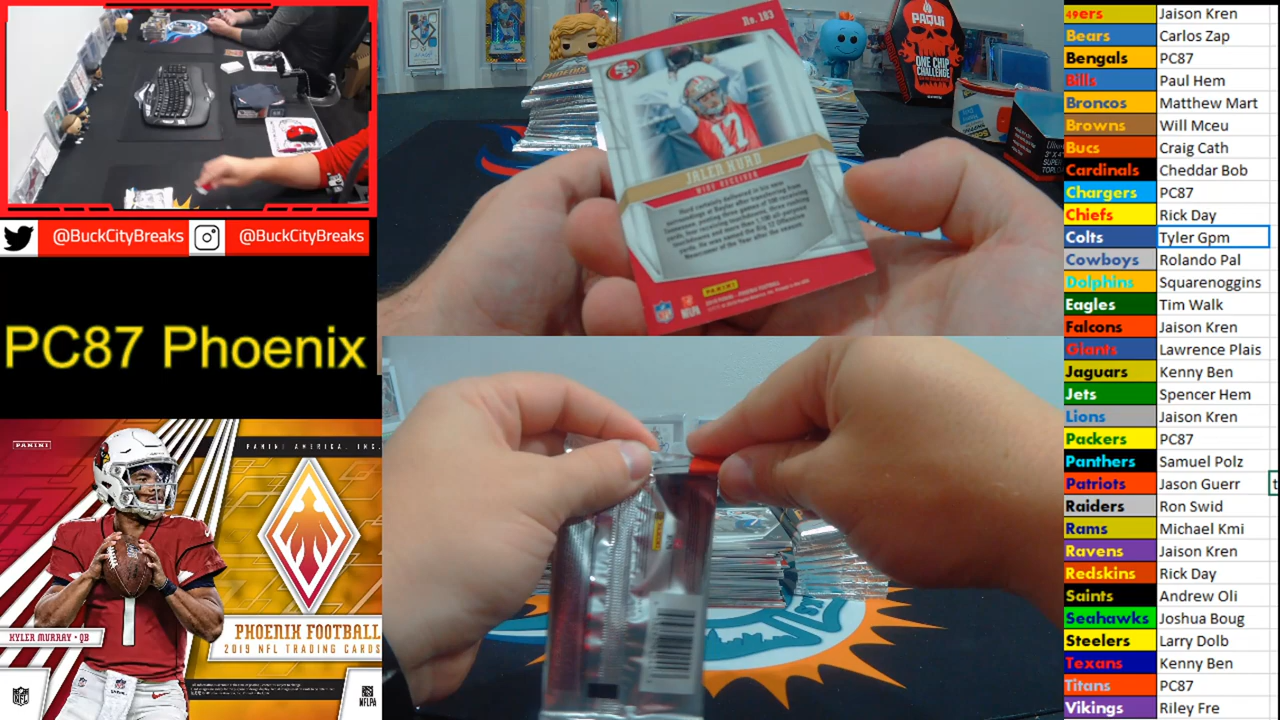 @BuckCityBreaks @BuckCityBreaks
PC87 Phoenix
PANINI
PANINI AMERICA, INC.
KYLER MURRAY • QB
PHOENIX FOOTBALL
2019 NFL TRADING CARDS
NFL
NFLPA
No. 183
JALEN HURD
WIDE RECEIVER
PANINI
PAQUI
ONE CHIP
CHALLENGE
49ers Jaison Kren
Bears Carlos Zap
Bengals PC87
Bills Paul Hem
Broncos Matthew Mart
Browns Will Mceu
Bucs Craig Cath
Cardinals Cheddar Bob
Chargers PC87
Chiefs Rick Day
Colts Tyler Gpm
Cowboys Rolando Pal
Dolphins Squarenoggins
Eagles Tim Walk
Falcons Jaison Kren
Giants Lawrence Plais
Jaguars Kenny Ben
Jets Spencer Hem
Lions Jaison Kren
Packers PC87
Panthers Samuel Polz
Patriots Jason Guerr t
Raiders Ron Swid
Rams Michael Kmi
Ravens Jaison Kren
Redskins Rick Day
Saints Andrew Oli
Seahawks Joshua Boug
Steelers Larry Dolb
Texans Kenny Ben
Titans PC87
Vikings Riley Fre